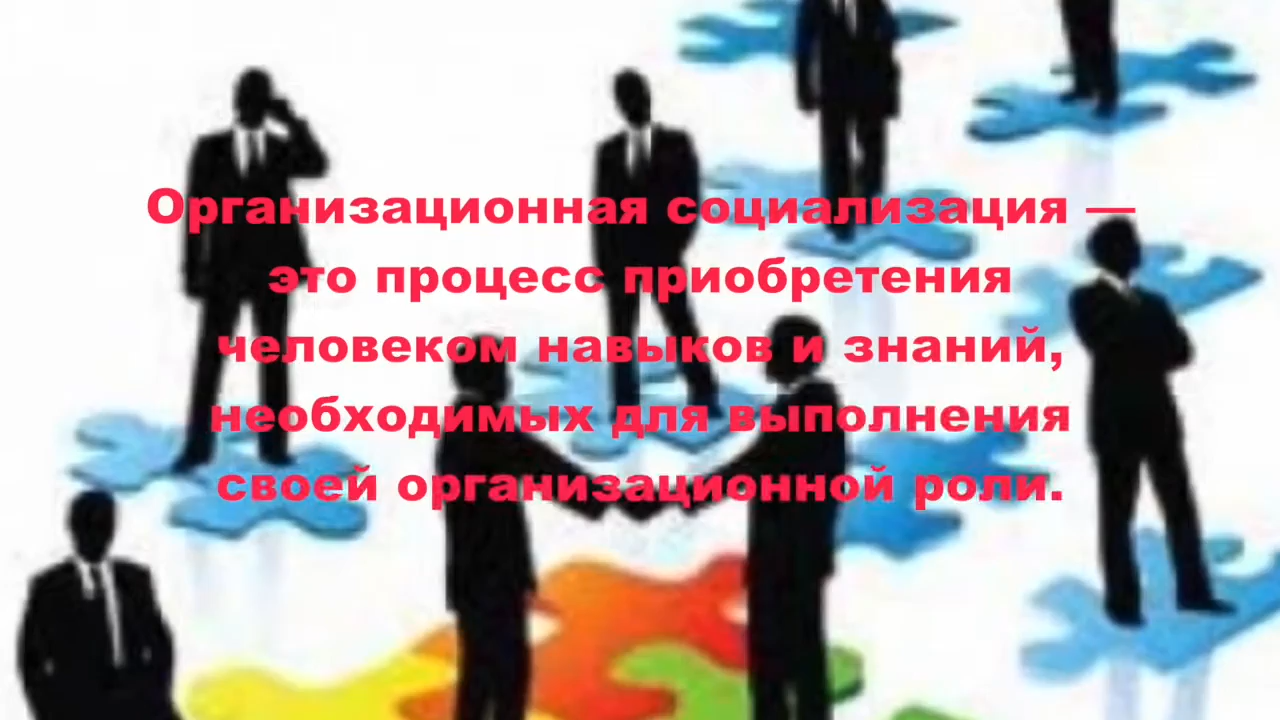 Организационная социализация —
это процесс приобретения
человеком навыков и знаний,
необходимых для выполнения
своей организационной роли.